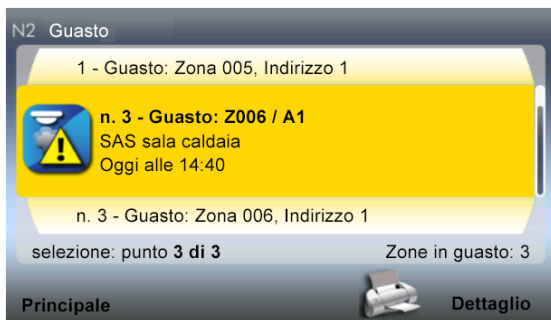 N2 Guasto
1 - Guasto: Zona 005, Indirizzo 1
n. 3 - Guasto: Z006 / A1
SAS sala caldaia
Oggi alle 14:40
n. 3 - Guasto: Zona 006, Indirizzo 1
selezione: punto 3 di 3 Zone in guasto: 3
Principale Dettaglio